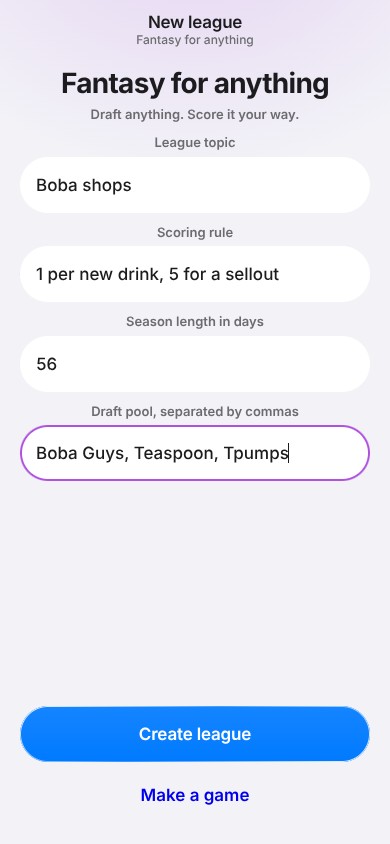 New league
Fantasy for anything
Fantasy for anything
Draft anything. Score it your way.
League topic
Boba shops
Scoring rule
1 per new drink, 5 for a sellout
Season length in days
56
Draft pool, separated by commas
Boba Guys, Teaspoon, Tpumps
Create league
Make a game